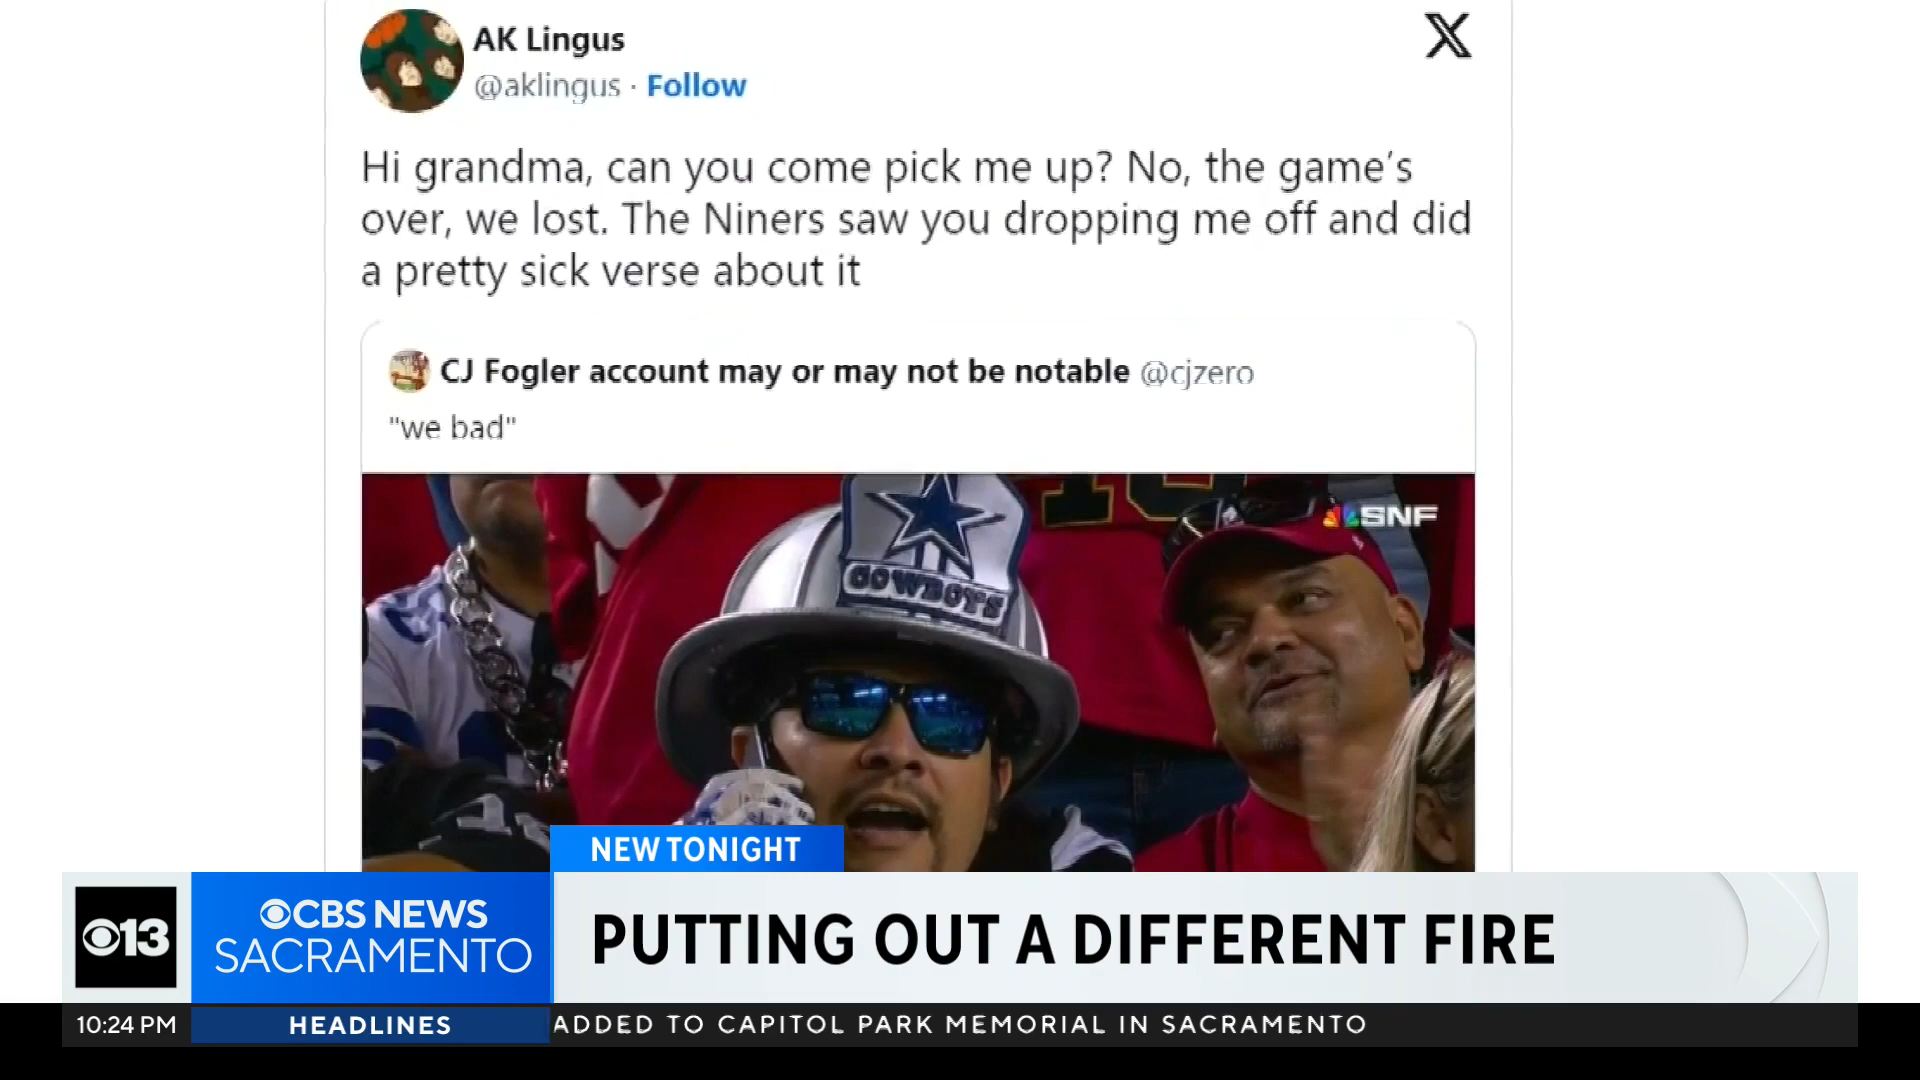 AK Lingus
@aklingus · Follow
Hi grandma, can you come pick me up? No, the game's
over, we lost. The Niners saw you dropping me off and did
a pretty sick verse about it
CJ Fogler account may or may not be notable @cjzero
"we bad"
SNF
COWBOYS
NEW TONIGHT
13
CBS NEWS
SACRAMENTO
PUTTING OUT A DIFFERENT FIRE
10:24 PM
HEADLINES
ADDED TO CAPITOL PARK MEMORIAL IN SACRAMENTO